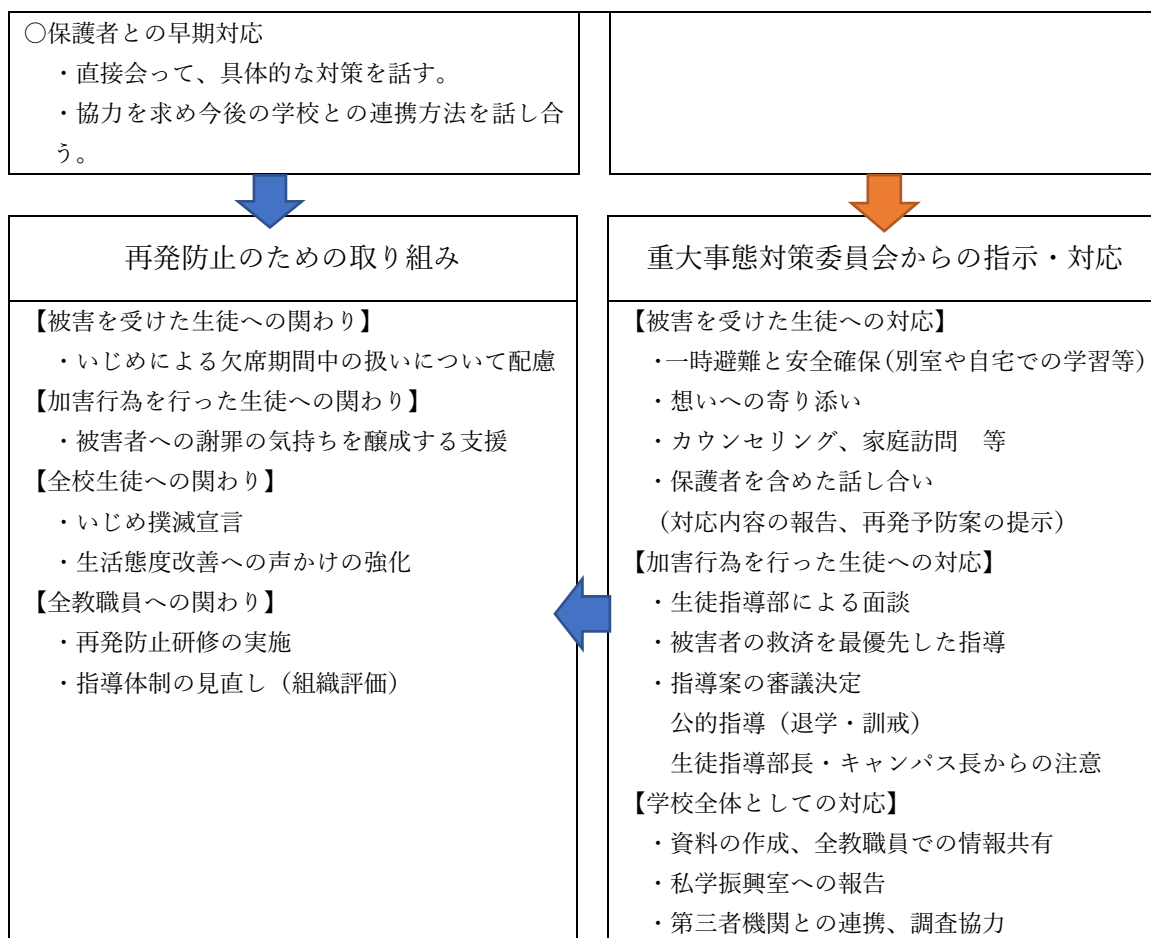 ○保護者との早期対応
・直接会って、具体的な対策を話す。
・協力を求め今後の学校との連携方法を話し合
う。
再発防止のための取り組み
【被害を受けた生徒への関わり】
・いじめによる欠席期間中の扱いについて配慮
【加害行為を行った生徒への関わり】
・被害者への謝罪の気持ちを醸成する支援
【全校生徒への関わり】
・いじめ撲滅宣言
・生活態度改善への声かけの強化
【全教職員への関わり】
・再発防止研修の実施
・指導体制の見直し（組織評価）
重大事態対策委員会からの指示・対応
【被害を受けた生徒への対応】
・一時避難と安全確保(別室や自宅での学習等)
・想いへの寄り添い
・カウンセリング、家庭訪問　等
・保護者を含めた話し合い
（対応内容の報告、再発予防案の提示）
【加害行為を行った生徒への対応】
・生徒指導部による面談
・被害者の救済を最優先した指導
・指導案の審議決定
公的指導（退学・訓戒）
生徒指導部長・キャンパス長からの注意
【学校全体としての対応】
・資料の作成、全教職員での情報共有
・私学振興室への報告
・第三者機関との連携、調査協力